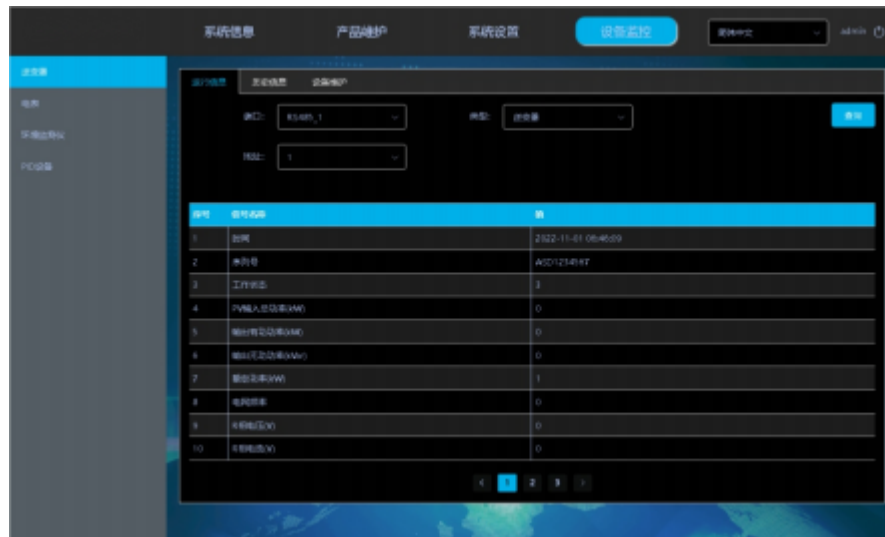 系统信息 产品维护 系统设置 设备监控 简体中文 admin
逆变器
电表
环境监测仪
PID设备
运行信息 历史信息 设备维护
端口: RS485_1 类型: 逆变器 查询
地址: 1
序号 信号名称 值
1 时间 2022-11-01 06:46:09
2 序列号 ASD1234567
3 工作状态 3
4 PV输入总功率(kW) 0
5 输出有功功率(kW) 0
6 输出无功功率(kVar) 0
7 额定功率(kW) 1
8 电网频率 0
9 0
10 0
< 1 2 3 >